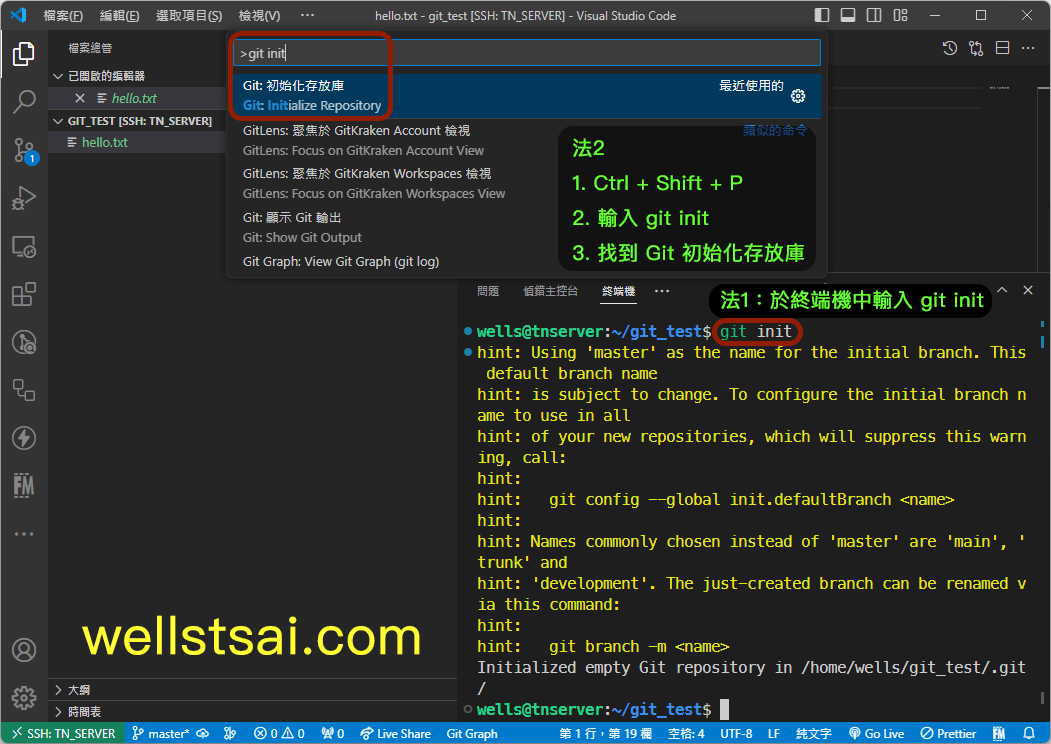 檔案(F) 編輯(E) 選取項目(S) 檢視(V) ··· hello.txt - git_test [SSH: TN_SERVER] - Visual Studio Code
檔案總管
已開啟的編輯器
hello.txt
GIT_TEST [SSH: TN_SERVER]
hello.txt
1
>git init
Git: 初始化存放庫 最近使用的
Git: Initialize Repository
GitLens: 聚焦於 GitKraken Account 檢視 類似的命令
GitLens: Focus on GitKraken Account View
GitLens: 聚焦於 GitKraken Workspaces 檢視
GitLens: Focus on GitKraken Workspaces View
Git: 顯示 Git 輸出
Git: Show Git Output
Git Graph: View Git Graph (git log)
法2
1. Ctrl + Shift + P
2. 輸入 git init
3. 找到 Git 初始化存放庫
問題 偵錯主控台 終端機 ···
法1：於終端機中輸入 git init
wells@tnserver:~/git_test$ git init
hint: Using 'master' as the name for the initial branch. This
default branch name
hint: is subject to change. To configure the initial branch n
ame to use in all
hint: of your new repositories, which will suppress this warn
ing, call:
hint:
hint:   git config --global init.defaultBranch <name>
hint:
hint: Names commonly chosen instead of 'master' are 'main', '
trunk' and
hint: 'development'. The just-created branch can be renamed v
ia this command:
hint:
hint:   git branch -m <name>
Initialized empty Git repository in /home/wells/git_test/.git
/
wells@tnserver:~/git_test$
FM
wellstsai.com
大綱
時間表
SSH: TN_SERVER master* 0 0 0 Live Share Git Graph 第 1 行，第 19 欄 空格: 4 UTF-8 LF 純文字 Go Live Prettier FM